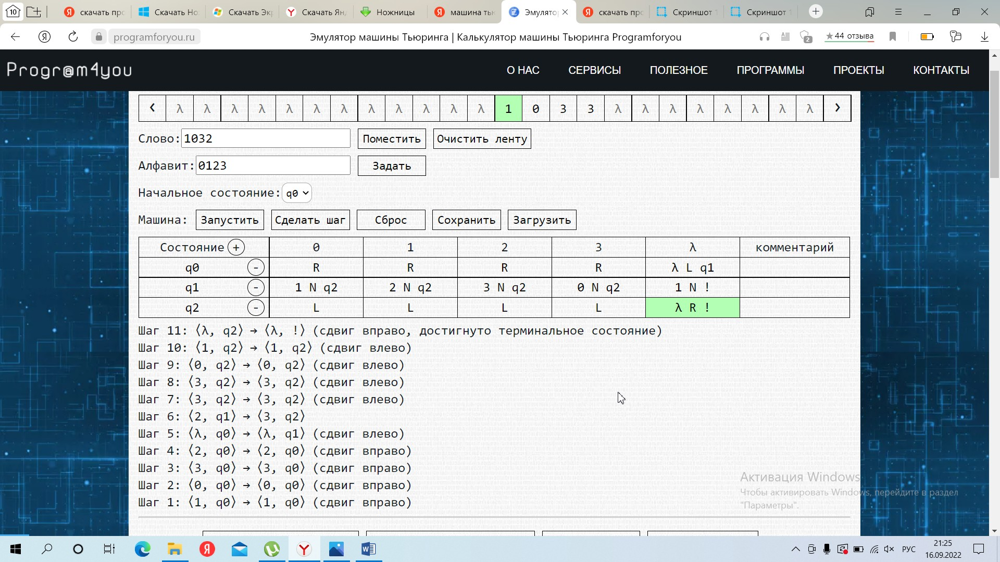 10 скачать прс Скачать Но Скачать Эк Скачать Янд Ножницы машина ть Эмулято скачать прс Скриншот 1 Скриншот 1
programforyou.ru Эмулятор машины Тьюринга | Калькулятор машины Тьюринга Programforyou 2 ★ 44 отзыва
Progr@m4you О НАС СЕРВИСЫ ПОЛЕЗНОЕ ПРОГРАММЫ ПРОЕКТЫ КОНТАКТЫ
< λ λ λ λ λ λ λ λ λ λ λ λ 1 0 3 3 λ λ λ λ λ λ λ λ >
Слово: 1032 Поместить Очистить ленту
Алфавит: 0123 Задать
Начальное состояние: q0
Машина: Запустить Сделать шаг Сброс Сохранить Загрузить
Состояние + 0 1 2 3 λ комментарий
q0 - R R R R λ L q1
q1 - 1 N q2 2 N q2 3 N q2 0 N q2 1 N !
q2 - L L L L λ R !
Шаг 11: ⟨λ, q2⟩ → ⟨λ, !⟩ (сдвиг вправо, достигнуто терминальное состояние)
Шаг 10: ⟨1, q2⟩ → ⟨1, q2⟩ (сдвиг влево)
Шаг 9: ⟨0, q2⟩ → ⟨0, q2⟩ (сдвиг влево)
Шаг 8: ⟨3, q2⟩ → ⟨3, q2⟩ (сдвиг влево)
Шаг 7: ⟨3, q2⟩ → ⟨3, q2⟩ (сдвиг влево)
Шаг 6: ⟨2, q1⟩ → ⟨3, q2⟩
Шаг 5: ⟨λ, q0⟩ → ⟨λ, q1⟩ (сдвиг влево)
Шаг 4: ⟨2, q0⟩ → ⟨2, q0⟩ (сдвиг вправо)
Шаг 3: ⟨3, q0⟩ → ⟨3, q0⟩ (сдвиг вправо)
Шаг 2: ⟨0, q0⟩ → ⟨0, q0⟩ (сдвиг вправо)
Шаг 1: ⟨1, q0⟩ → ⟨1, q0⟩ (сдвиг вправо)
Активация Windows
Чтобы активировать Windows, перейдите в раздел
"Параметры".
РУС 21:25
16.09.2022